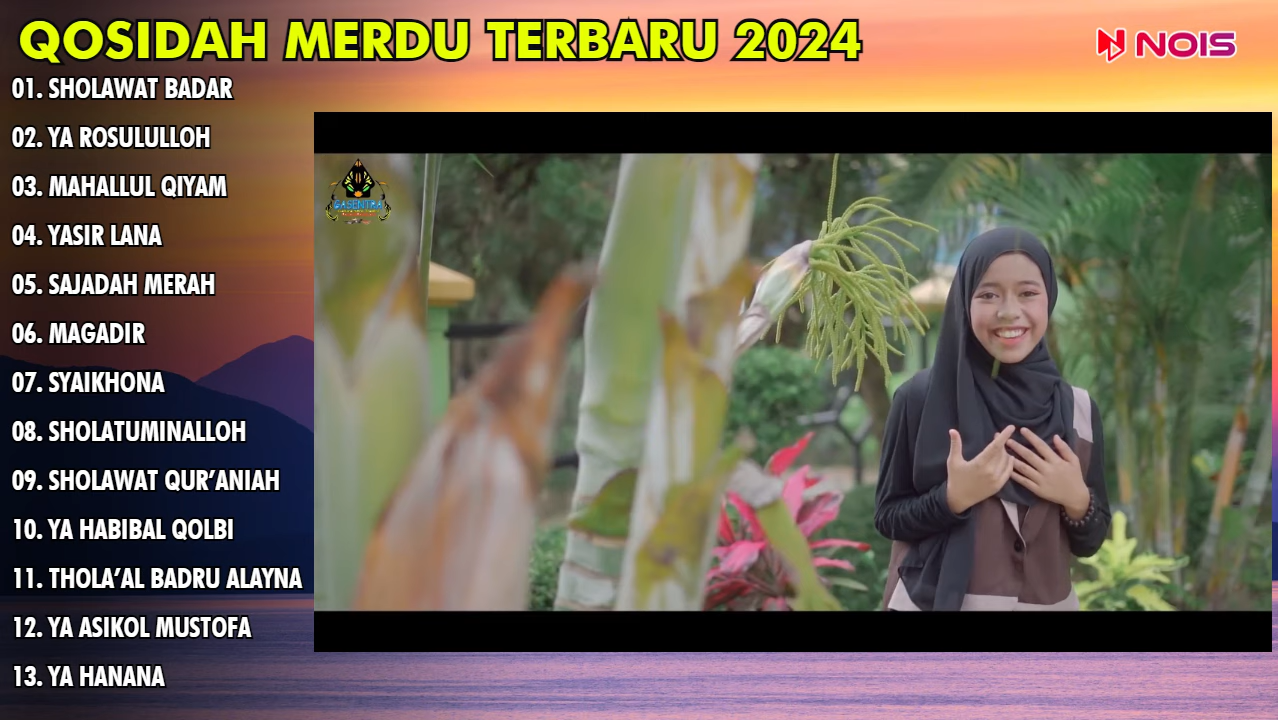 QOSIDAH MERDU TERBARU 2024
NOIS
01. SHOLAWAT BADAR
02. YA ROSULULLOH
03. MAHALLUL QIYAM
04. YASIR LANA
05. SAJADAH MERAH
06. MAGADIR
07. SYAIKHONA
08. SHOLATUMINALLOH
09. SHOLAWAT QUR’ANIAH
10. YA HABIBAL QOLBI
11. THOLA’AL BADRU ALAYNA
12. YA ASIKOL MUSTOFA
13. YA HANANA
SASENTRA